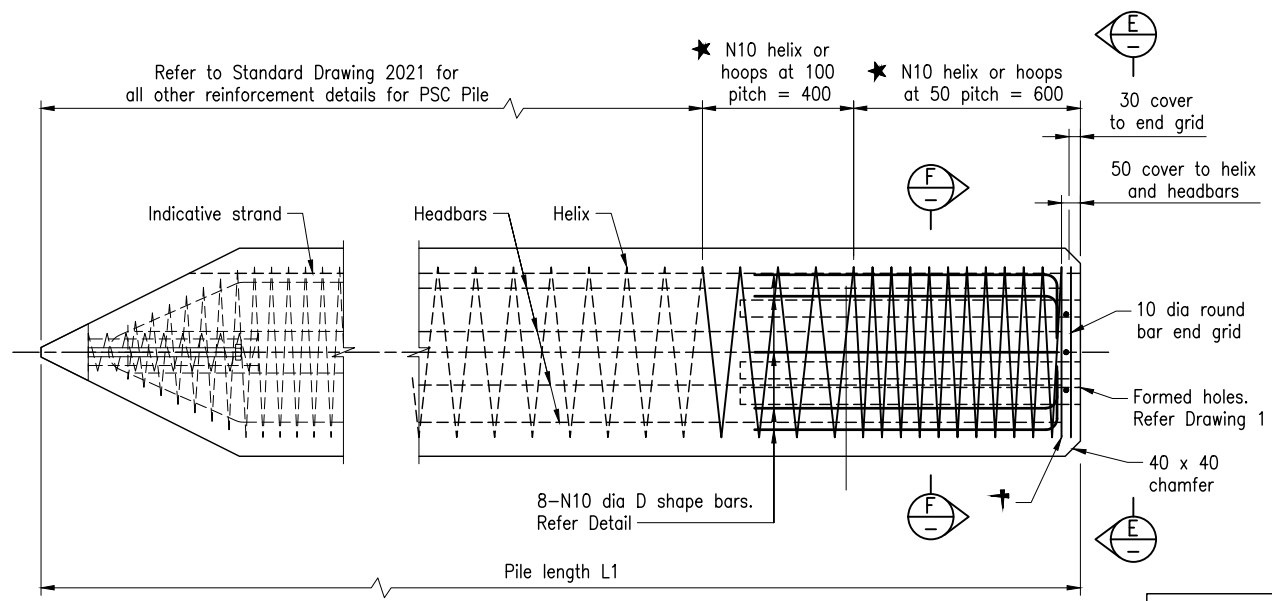 Refer to Standard Drawing 2021 for
all other reinforcement details for PSC Pile
★ N10 helix or
hoops at 100
pitch = 400
★ N10 helix or hoops
at 50 pitch = 600
E
–
30 cover
to end grid
50 cover to helix
and headbars
F
–
Indicative strand
Headbars
Helix
10 dia round
bar end grid
Formed holes.
Refer Drawing 1
40 x 40
chamfer
8-N10 dia D shape bars.
Refer Detail
F
–
E
–
Pile length L1